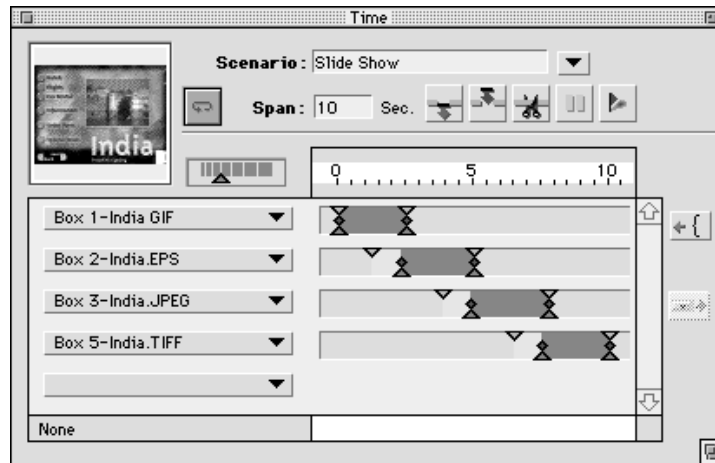 Time
Scenario: Slide Show
Span: 10 Sec.
India
0 5 10
Box 1-India GIF
Box 2-India.EPS
Box 3-India.JPEG
Box 5-India.TIFF
None